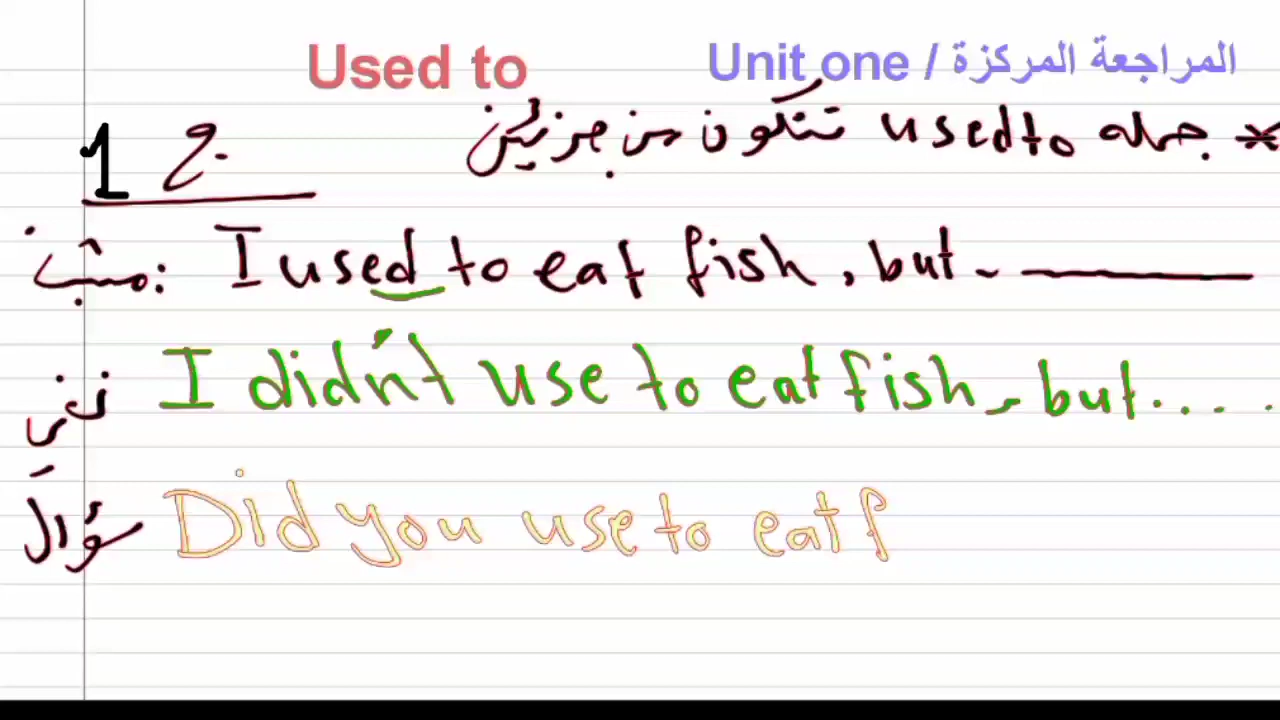 Used to
Unit one / المراجعة المركزة
* جملة used to تتكون من جزئين
1 ج
مثبت: I used to eat fish, but
نفي I didn't use to eat fish, but....
سؤال Did you use to eat f